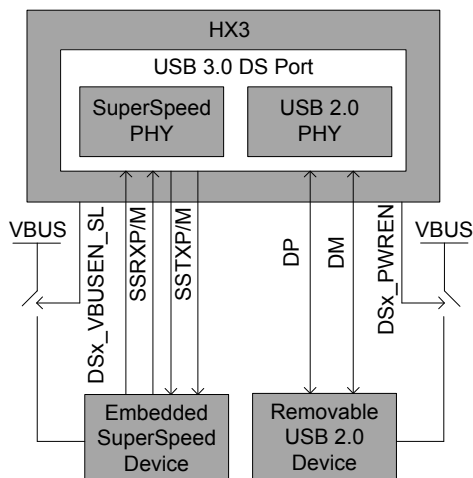 HX3
USB 3.0 DS Port
SuperSpeed
PHY
USB 2.0
PHY
VBUS
DSx_VBUSEN_SL
SSRXP/M
SSTXP/M
DP
DM
DSx_PWREN
VBUS
Embedded
SuperSpeed
Device
Removable
USB 2.0
Device